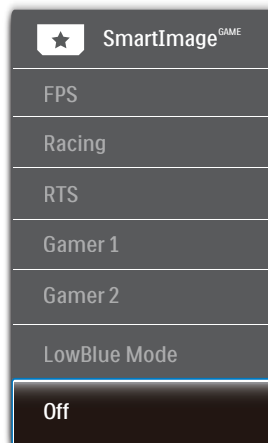 SmartImage GAME
FPS
Racing
RTS
Gamer 1
Gamer 2
LowBlue Mode
Off